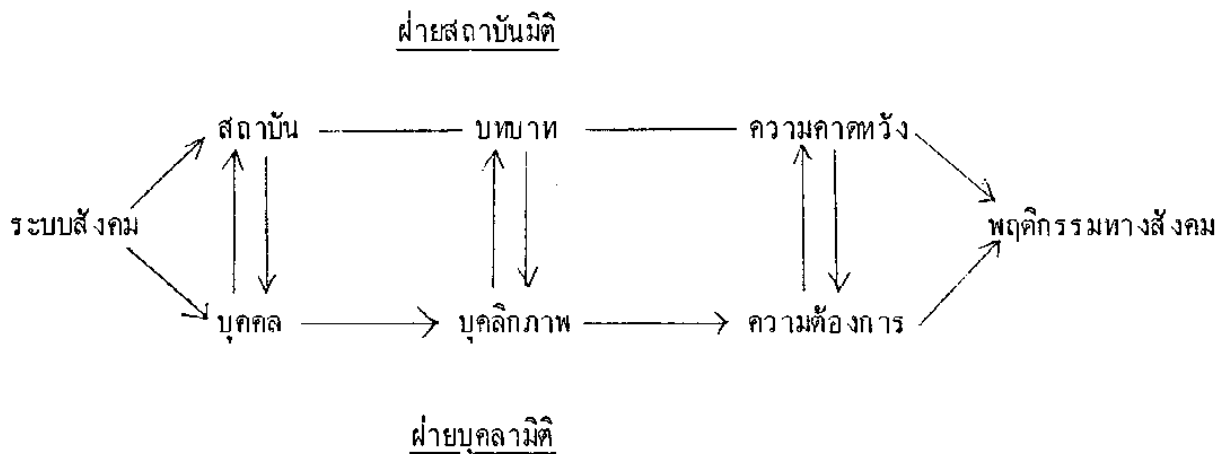 ฝ่ายสถาบันมิติ
สถาบัน บทบาท ความคาดหวัง
ระบบสังคม พฤติกรรมทางสังคม
บุคคล บุคลิกภาพ ความต้องการ
ฝ่ายบุคลามิติ